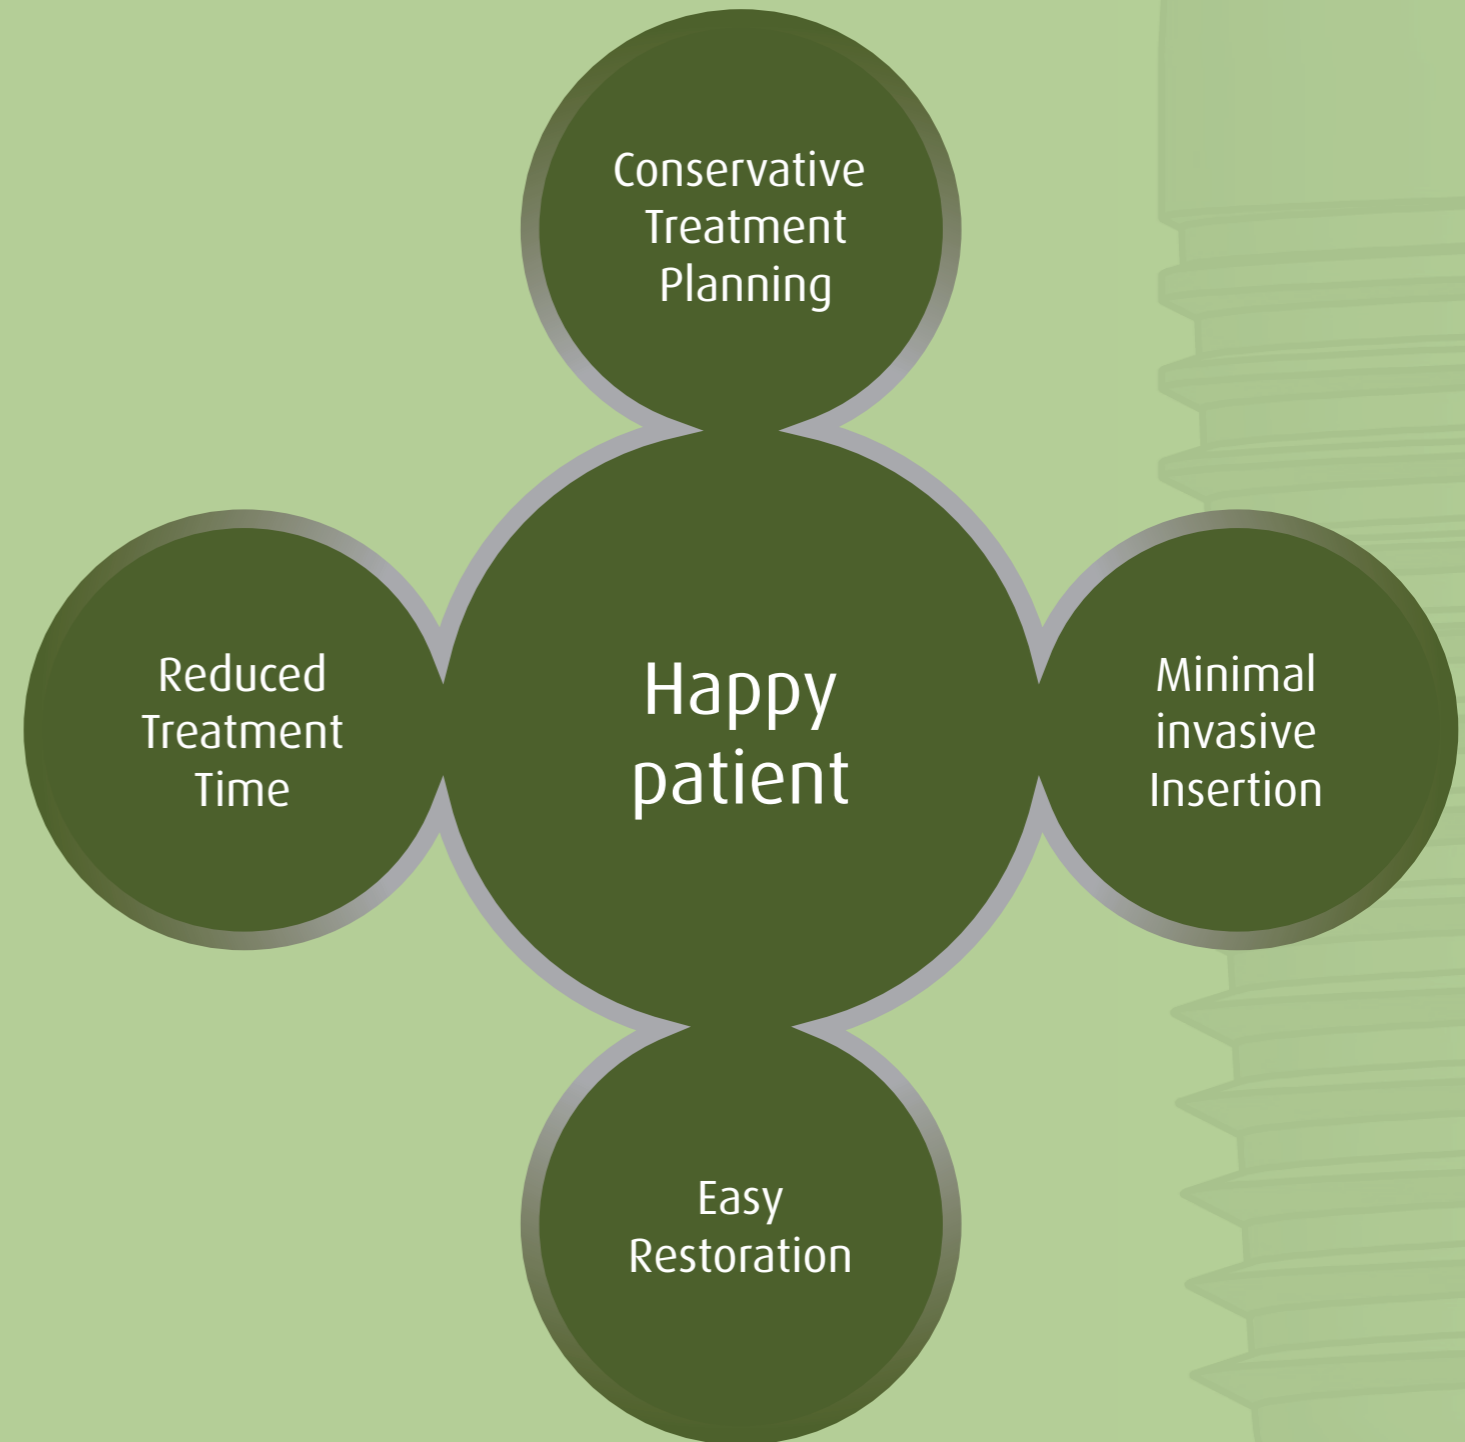 Conservative
Treatment
Planning
Reduced
Treatment
Time
Happy
patient
Minimal
invasive
Insertion
Easy
Restoration